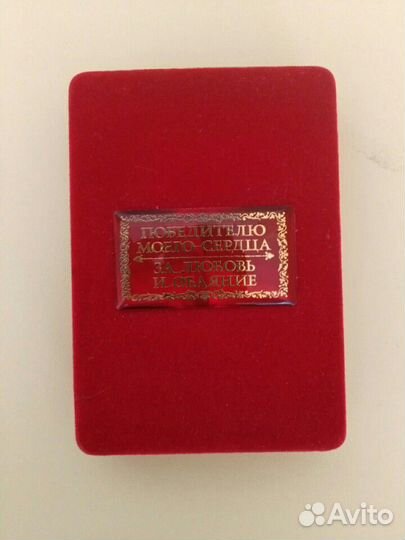 ПОБЕДИТЕЛЮ
МОЕГО СЕРДЦА
ЗА ЛЮБОВЬ
И ОБАЯНИЕ
Avito